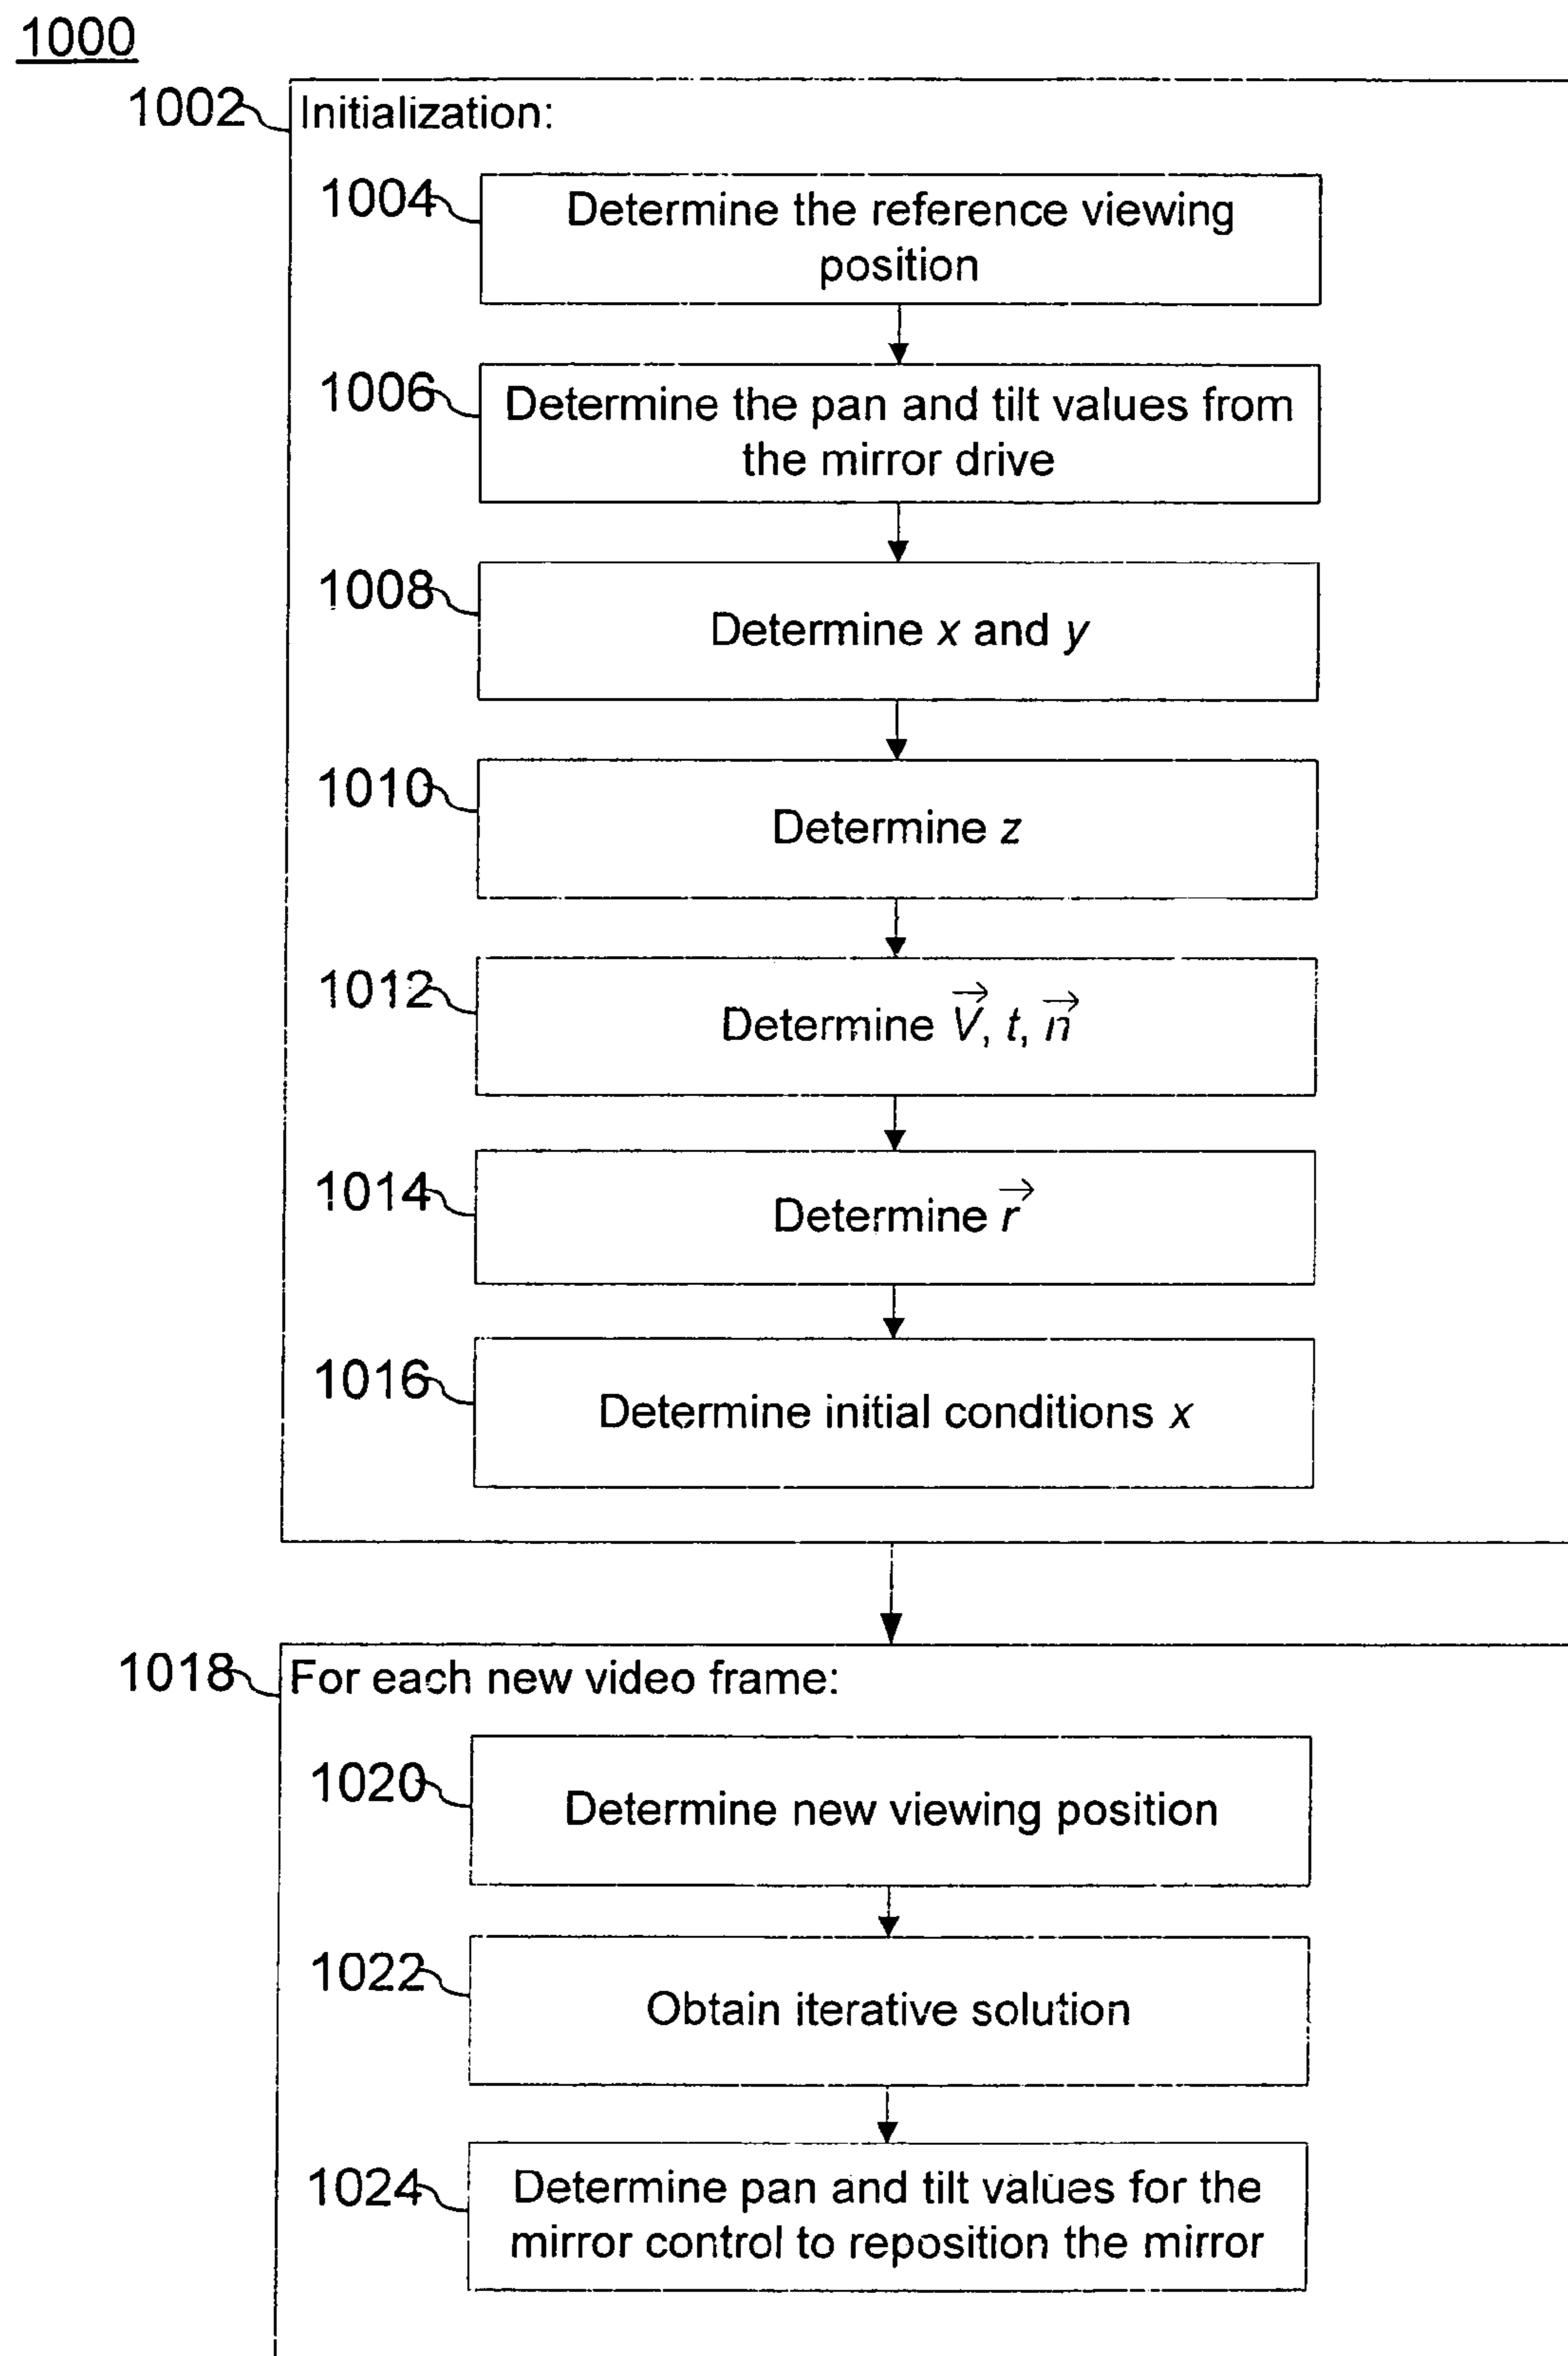 1000
1002
Initialization:
1004
Determine the reference viewing
position
1006
Determine the pan and tilt values from
the mirror drive
1008
Determine x and y
1010
Determine z
1012
Determine V⃗, t, n⃗
1014
Determine r⃗
1016
Determine initial conditions x
1018
For each new video frame:
1020
Determine new viewing position
1022
Obtain iterative solution
1024
Determine pan and tilt values for the
mirror control to reposition the mirror